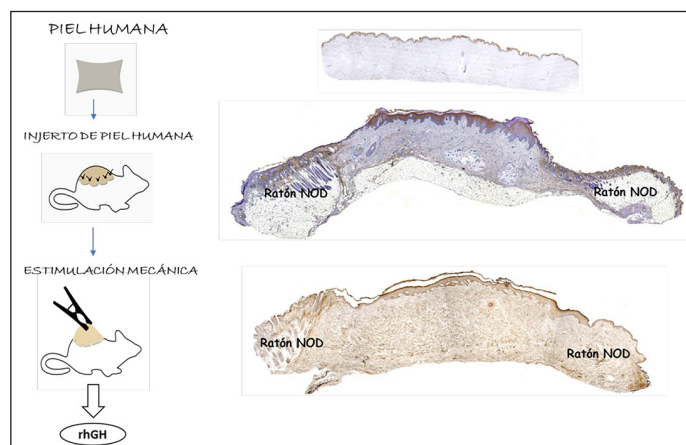 PIEL HUMANA
INJERTO DE PIEL HUMANA
Ratón NOD
Ratón NOD
ESTIMULACIÓN MECÁNICA
Ratón NOD
Ratón NOD
rhGH